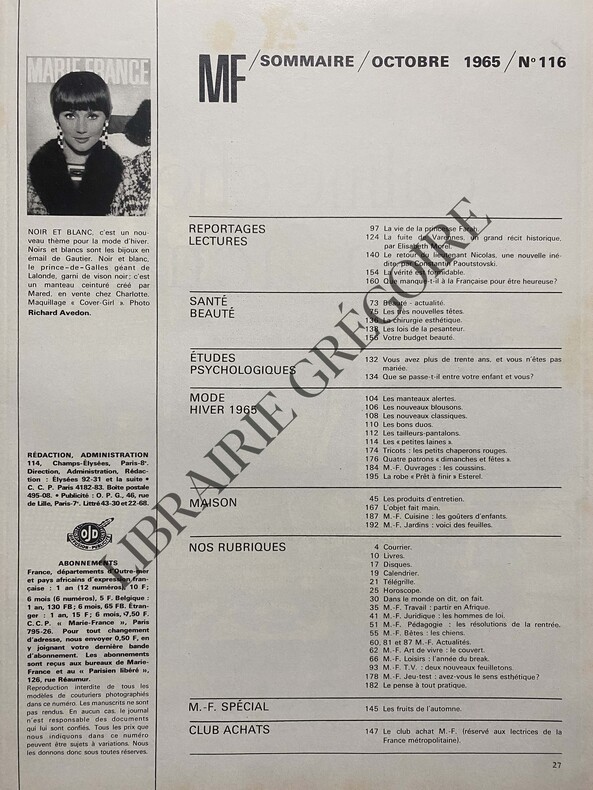 MF / SOMMAIRE / OCTOBRE 1965 / N° 116
MARIE FRANCE
NOIR ET BLANC, c'est un nou-
veau thème pour la mode d'hiver.
Noirs et blancs sont les bijoux en
émail de Gautier. Noir et blanc,
le prince-de-Galles géant de
Lalonde, garni de vison noir; c'est
un manteau ceinturé créé par
Mared, en vente chez Charlotte.
Maquillage « Cover-Girl ». Photo
Richard Avedon.
RÉDACTION, ADMINISTRATION
114, Champs-Élysées, Paris-8e.
Direction, Administration, Rédac-
tion : Élysées 92-31 et la suite •
C. C. P. Paris 4182-83. Boîte postale
495-08. • Publicité : O. P. G., 46, rue
de Lille, Paris-7e. Littré 43-30 et 22-68.
OJD
ABONNEMENTS
France, départements d'Outre-mer
et pays africains d'expression fran-
çaise : 1 an (12 numéros), 10 F;
6 mois (6 numéros), 5 F. Belgique :
1 an, 130 FB; 6 mois, 65 FB. Étran-
ger : 1 an, 15 F; 6 mois, 7,50 F.
C.C.P. « Marie-France », Paris
795-26. Pour tout changement
d'adresse, nous envoyer 0,50 F, en
y joignant votre dernière bande
d'abonnement. Les abonnements
sont reçus aux bureaux de Marie-
France et au « Parisien libéré »,
126, rue Réaumur.
Reproduction interdite de tous les
modèles de couturiers photographiés
dans ce numéro. Les manuscrits ne sont
pas rendus. En aucun cas, le journal
n'est responsable des documents
qui lui sont confiés. Tous les prix que
nous indiquons dans ce numéro
peuvent être sujets à variations. Nous
les donnons donc sous toutes réserves.
REPORTAGES
LECTURES
97 La vie de la princesse Farah.
124 La fuite de Varennes, un grand récit historique,
par Elisabeth Morel.
140 Le retour du lieutenant Nicolas, une nouvelle iné-
dite, par Constantin Paoustovski.
154 La vérité est formidable.
160 Que manque-t-il à la Française pour être heureuse?
SANTÉ
BEAUTÉ
73 Beauté - actualité.
75 Les très nouvelles têtes.
136 La chirurgie esthétique.
138 Les lois de la pesanteur.
156 Votre budget beauté.
ÉTUDES
PSYCHOLOGIQUES
132 Vous avez plus de trente ans, et vous n'êtes pas
mariée.
134 Que se passe-t-il entre votre enfant et vous?
MODE
HIVER 1965
104 Les manteaux alertes.
106 Les nouveaux blousons.
108 Les nouveaux classiques.
110 Les bons duos.
112 Les tailleurs-pantalons.
114 Les « petites laines ».
174 Tricots : les petits chaperons rouges.
176 Quatre patrons « dimanches et fêtes ».
184 M.-F. Ouvrages : les coussins.
195 La robe « Prêt à finir » Esterel.
MAISON
45 Les produits d'entretien.
167 L'objet fait main.
187 M.-F. Cuisine : les goûters d'enfants.
192 M.-F. Jardins : voici des feuilles.
NOS RUBRIQUES
4 Courrier.
10 Livres.
17 Disques.
19 Calendrier.
21 Télégrille.
25 Horoscope.
30 Dans le monde on dit, on fait.
35 M.-F. Travail : partir en Afrique.
41 M.-F. Juridique : les hommes de loi.
51 M.-F. Pédagogie : les résolutions de la rentrée.
55 M.-F. Bêtes : les chiens.
60, 81 et 87 M.-F. Actualités.
62 M.-F. Art de vivre : le couvert.
66 M.-F. Loisirs : l'année du break.
93 M.-F. T.V. : deux nouveaux feuilletons.
178 M.-F. Jeu-test : avez-vous le sens esthétique?
182 Le pense à tout pratique.
M.-F. SPÉCIAL
145 Les fruits de l'automne.
CLUB ACHATS
147 Le club achat M.-F. (réservé aux lectrices de la
France métropolitaine).
27
LIBRAIRIE GRÉGOIRE